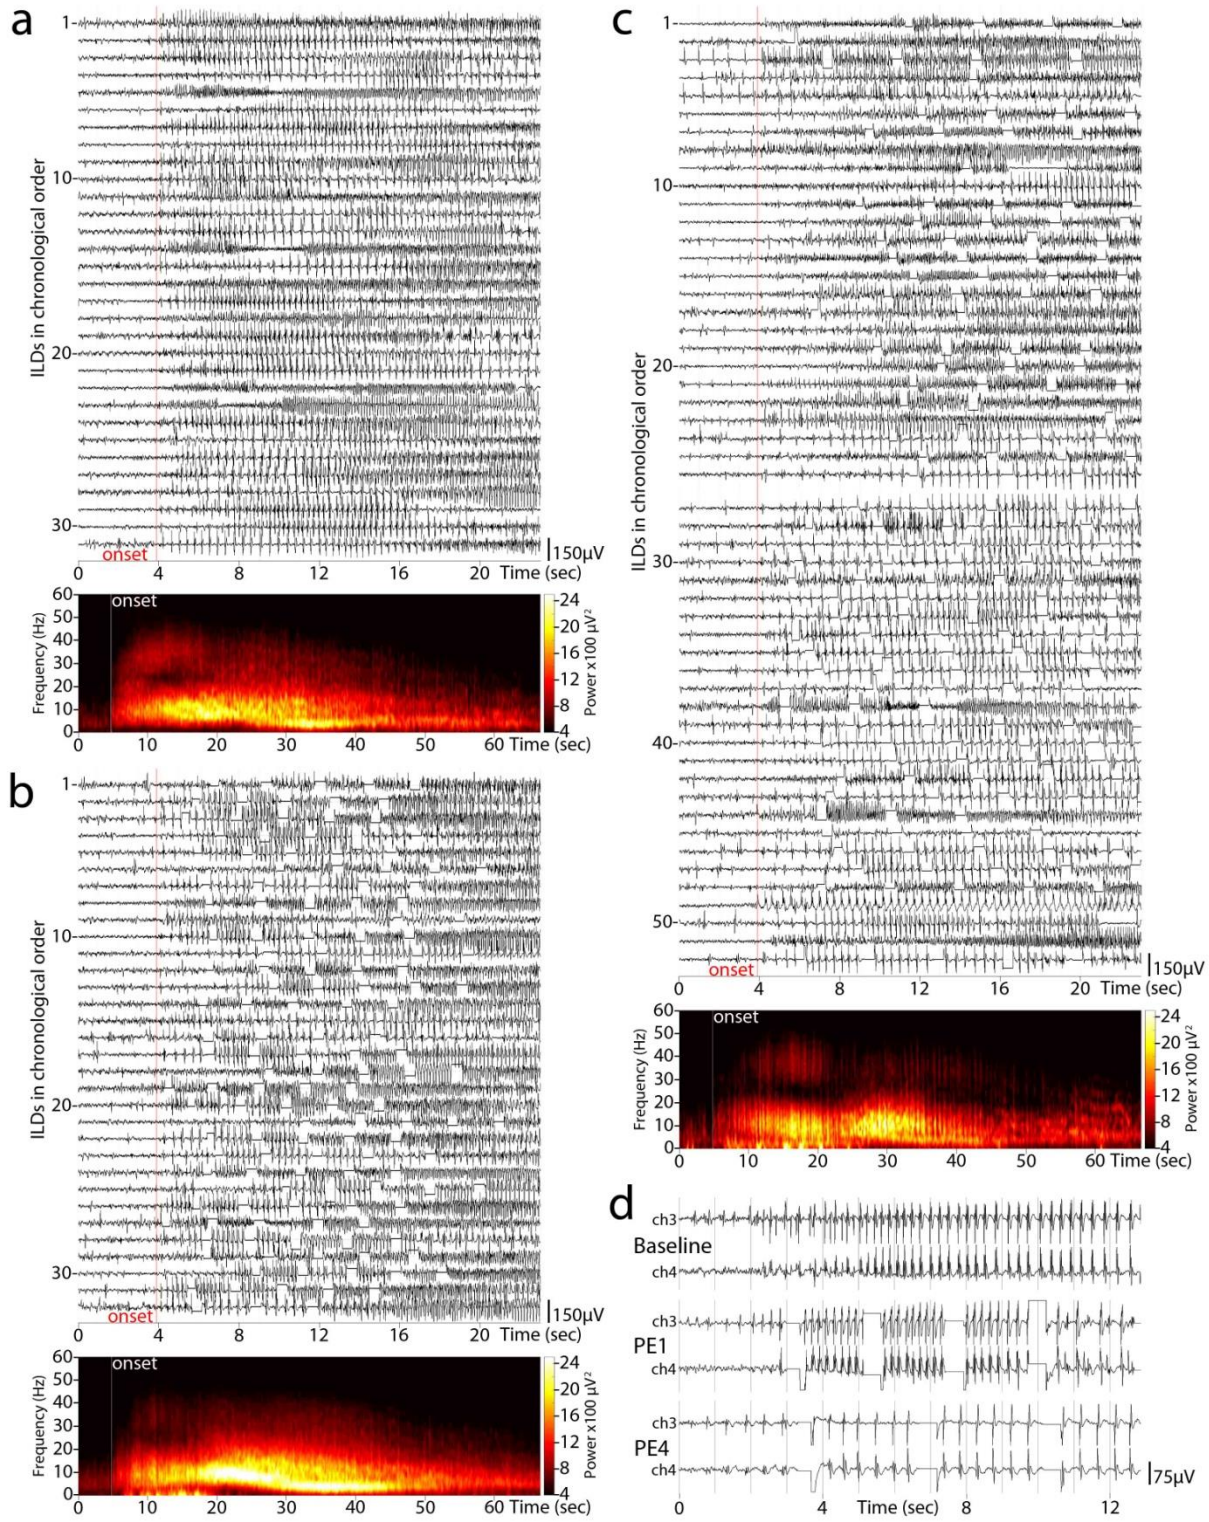 a
1
10
20
30
ILDs in chronological order
onset
150µV
0 4 8 12 16 20 Time (sec)
onset
60
50
40
30
20
10
0
Frequency (Hz)
24
20
16
12
8
4
Power x100 µV²
0 10 20 30 40 50 60 Time (sec)
b
1
10
20
30
ILDs in chronological order
onset
150µV
0 4 8 12 16 20 Time (sec)
onset
60
50
40
30
20
10
0
Frequency (Hz)
24
20
16
12
8
4
Power x100 µV²
0 10 20 30 40 50 60 Time (sec)
c
1
10
20
30
40
50
ILDs in chronological order
onset
150µV
0 4 8 12 16 20 Time (sec)
onset
60
50
40
30
20
10
0
Frequency (Hz)
24
20
16
12
8
4
Power x100 µV²
0 10 20 30 40 50 60 Time (sec)
d
ch3
Baseline
ch4
ch3
PE1
ch4
ch3
PE4
ch4
75µV
0 4 Time (sec) 8 12